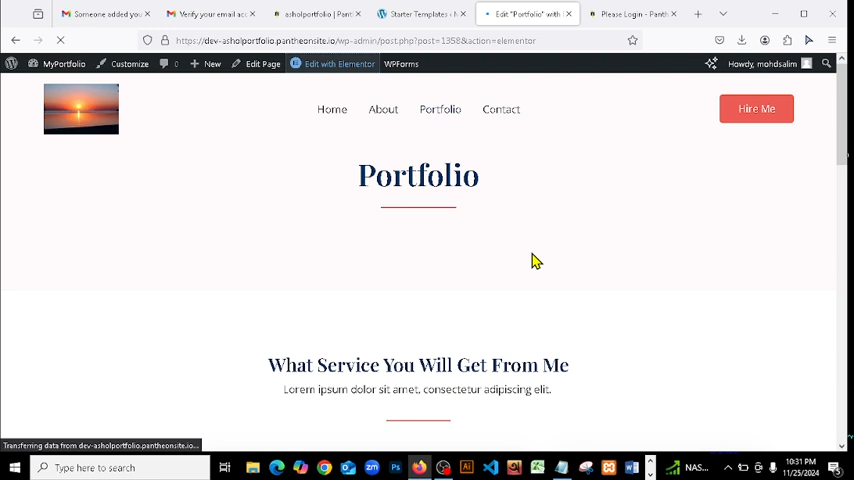 Someone added you
Verify your email acc
asholportfolio | Pant
Starter Templates ‹ M
Edit "Portfolio" with
Please Login - Panth
https://dev-asholportfolio.pantheonsite.io/wp-admin/post.php?post=1358&action=elementor
MyPortfolio
Customize
0
New
Edit Page
Edit with Elementor
WPForms
Howdy, mohdsalim
Home
About
Portfolio
Contact
Hire Me
Portfolio
What Service You Will Get From Me
Lorem ipsum dolor sit amet, consectetur adipiscing elit.
Transferring data from dev-asholportfolio.pantheonsite.io...
Type here to search
NAS...
10:31 PM
11/25/2024